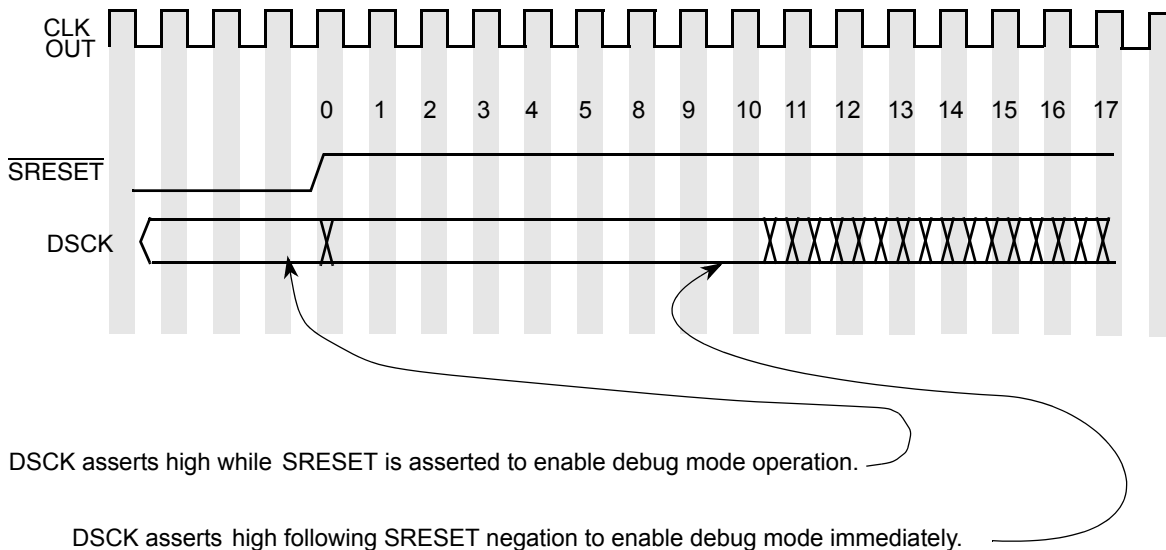 CLK
OUT
0 1 2 3 4 5 8 9 10 11 12 13 14 15 16 17
SRESET
DSCK
DSCK asserts high while SRESET is asserted to enable debug mode operation.
DSCK asserts high following SRESET negation to enable debug mode immediately.